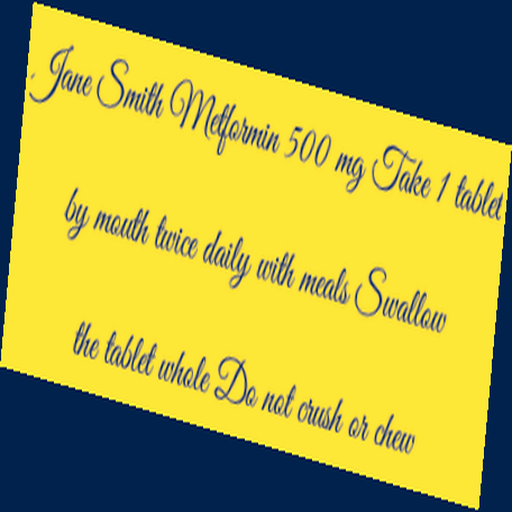 Jane Smith Metformin 500 mg Take 1 tablet
by mouth twice daily with meals Swallow
the tablet whole Do not crush or chew